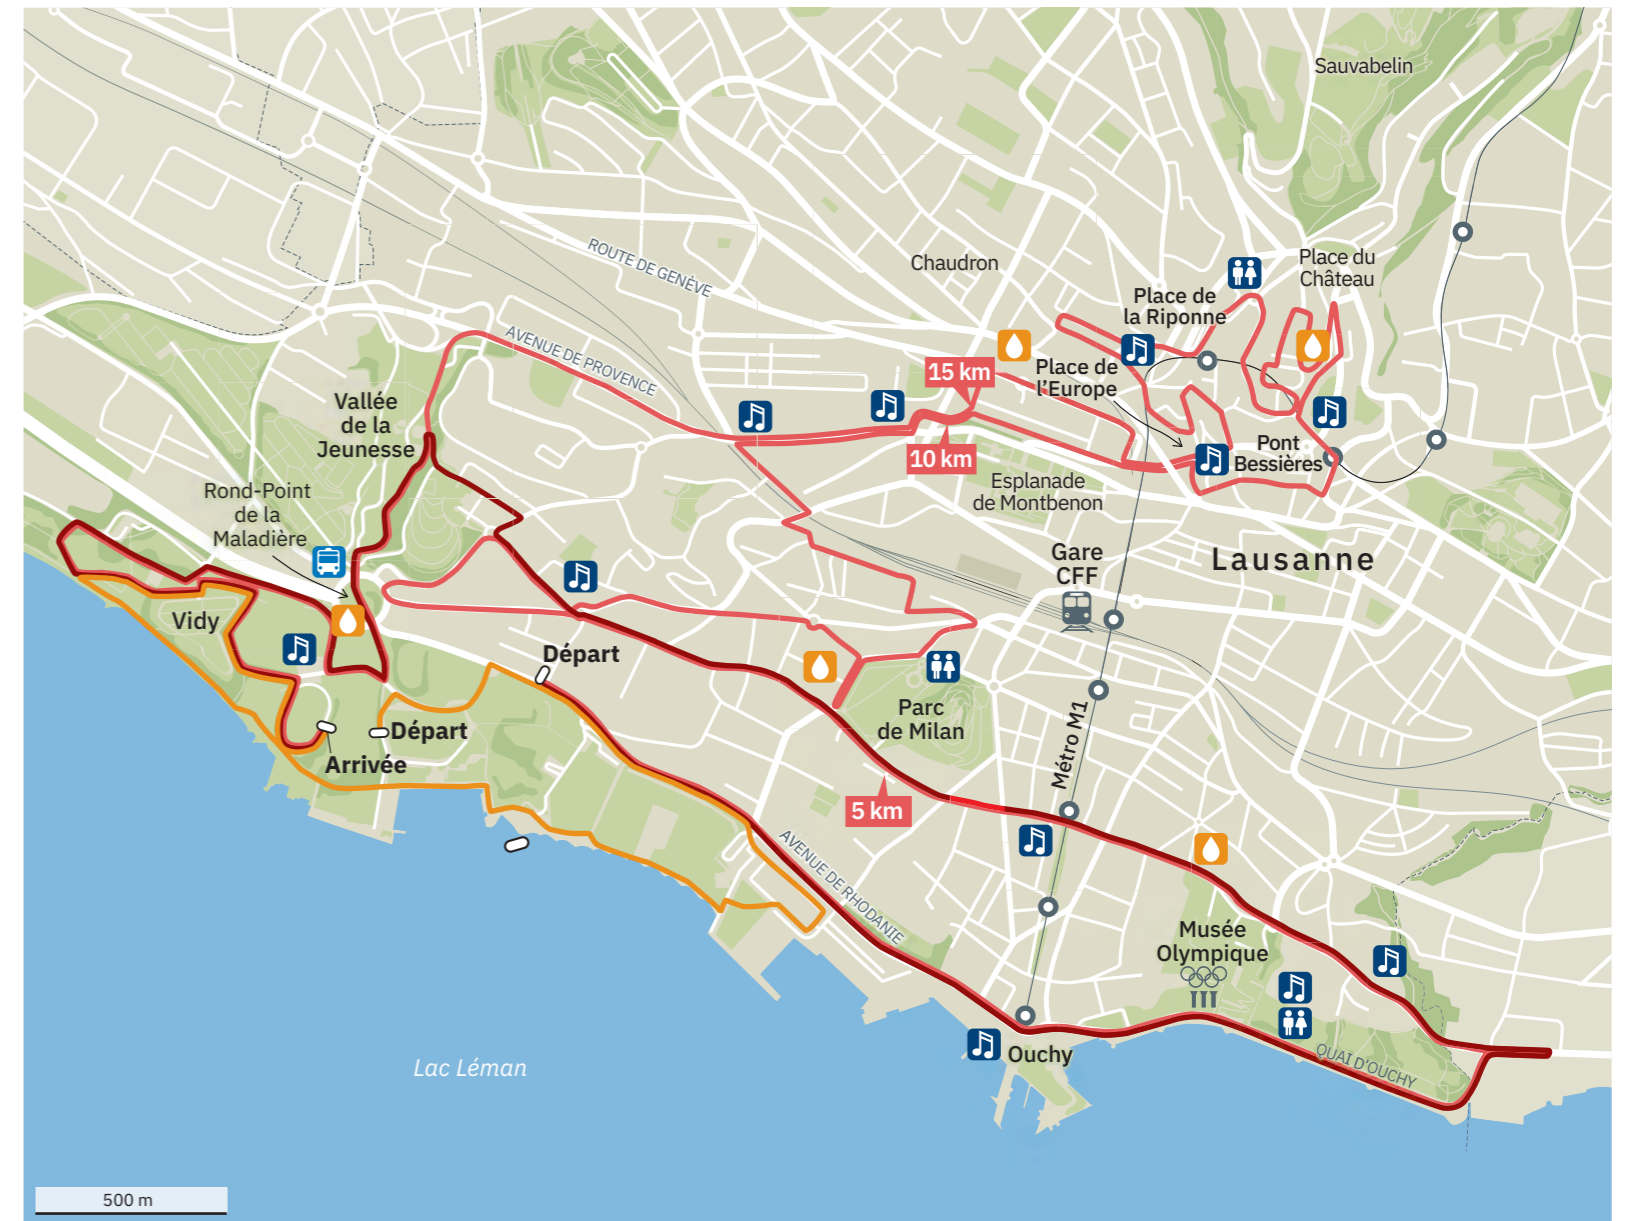 Sauvabelin
ROUTE DE GENÈVE
Chaudron
Place du
Château
Place de
la Riponne
AVENUE DE PROVENCE
15 km
Place de
l'Europe
Vallée
de la
Jeunesse
10 km
Pont
Bessières
Esplanade
de Montbenon
Rond-Point
de la
Maladière
Gare
CFF
Lausanne
Vidy
Départ
Départ
Arrivée
Parc
de Milan
Métro M1
5 km
AVENUE DE RHODANIE
Musée
Olympique
Ouchy
QUAI D'OUCHY
Lac Léman
500 m